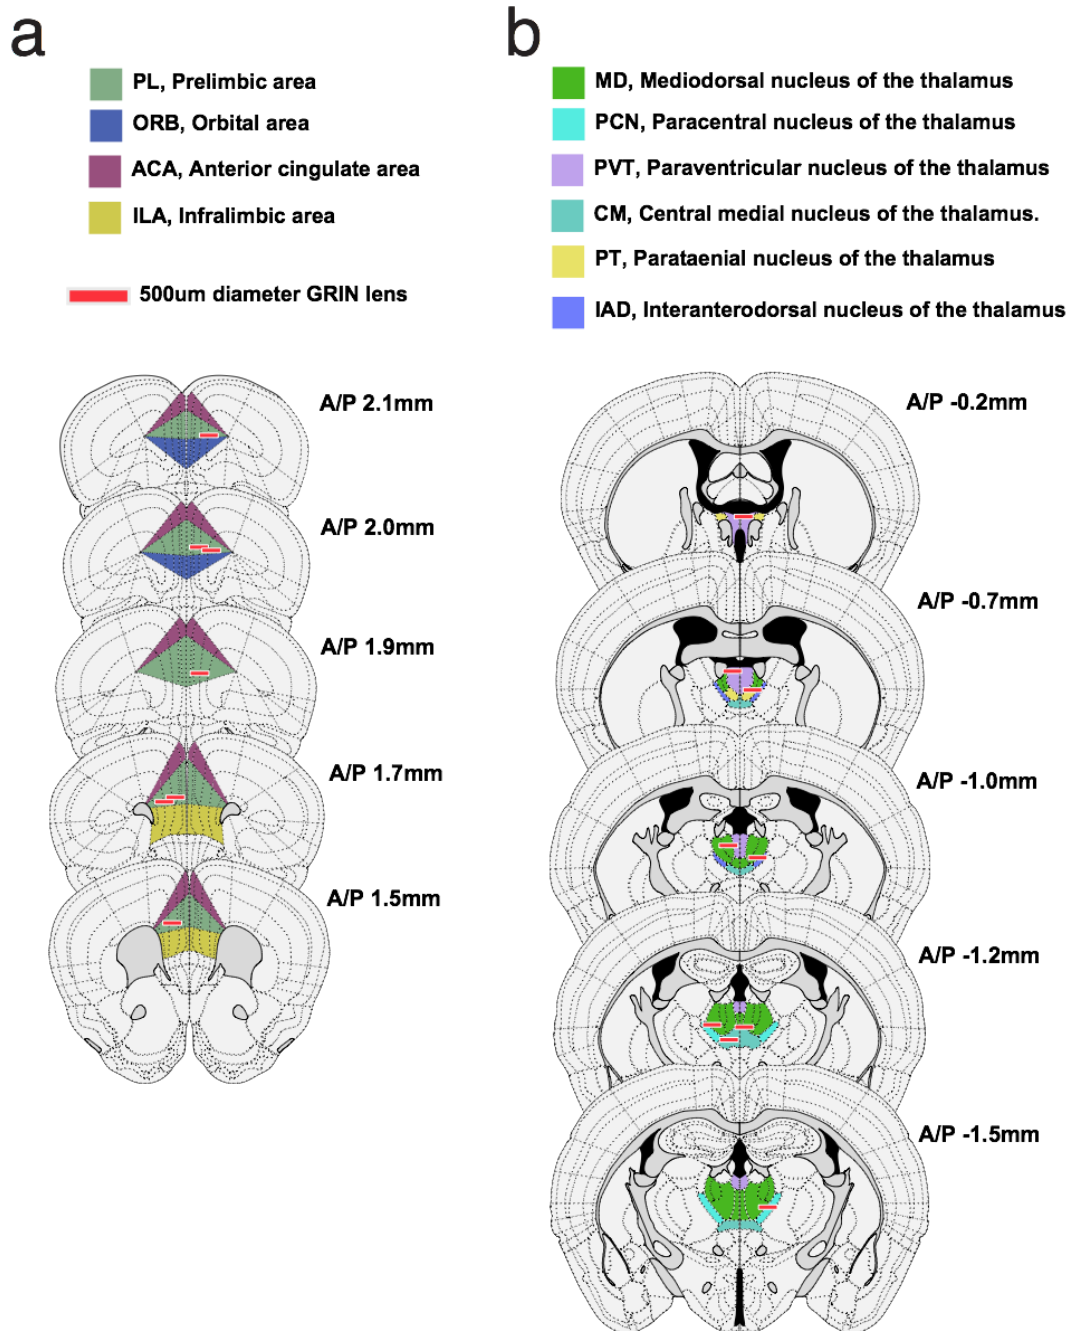 a
PL, Prelimbic area
ORB, Orbital area
ACA, Anterior cingulate area
ILA, Infralimbic area
500um diameter GRIN lens
A/P 2.1mm
A/P 2.0mm
A/P 1.9mm
A/P 1.7mm
A/P 1.5mm
b
MD, Mediodorsal nucleus of the thalamus
PCN, Paracentral nucleus of the thalamus
PVT, Paraventricular nucleus of the thalamus
CM, Central medial nucleus of the thalamus.
PT, Parataenial nucleus of the thalamus
IAD, Interanterodorsal nucleus of the thalamus
A/P -0.2mm
A/P -0.7mm
A/P -1.0mm
A/P -1.2mm
A/P -1.5mm